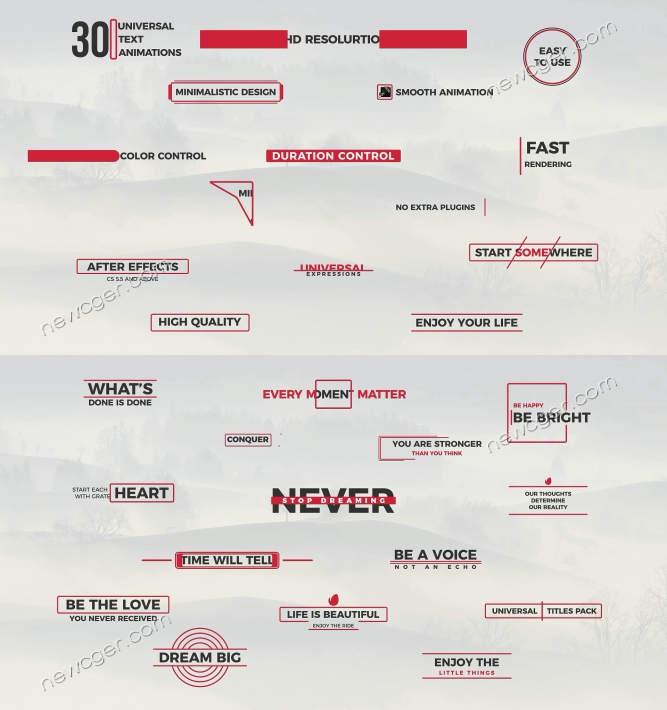 30 UNIVERSAL
TEXT
ANIMATIONS
HD RESOLURTIO
EASY
TO USE
newcger.com
MINIMALISTIC DESIGN
SMOOTH ANIMATION
COLOR CONTROL
DURATION CONTROL
FAST
RENDERING
MII
NO EXTRA PLUGINS
START SOMEWHERE
AFTER EFFECTS
CS 5.5 AND ABOVE
UNIVERSAL
EXPRESSIONS
newcger.com
HIGH QUALITY
ENJOY YOUR LIFE
WHAT'S
DONE IS DONE
EVERY MOMENT MATTER
BE HAPPY
BE BRIGHT
newcger.com
CONQUER
YOU ARE STRONGER
THAN YOU THINK
START EACH
WITH GRATE
HEART
NEVER
STOP DREAMING
OUR THOUGHTS
DETERMINE
OUR REALITY
TIME WILL TELL
BE A VOICE
NOT AN ECHO
BE THE LOVE
YOU NEVER RECEIVED
LIFE IS BEAUTIFUL
ENJOY THE RIDE
UNIVERSAL TITLES PACK
newcger.com
DREAM BIG
ENJOY THE
LITTLE THINGS